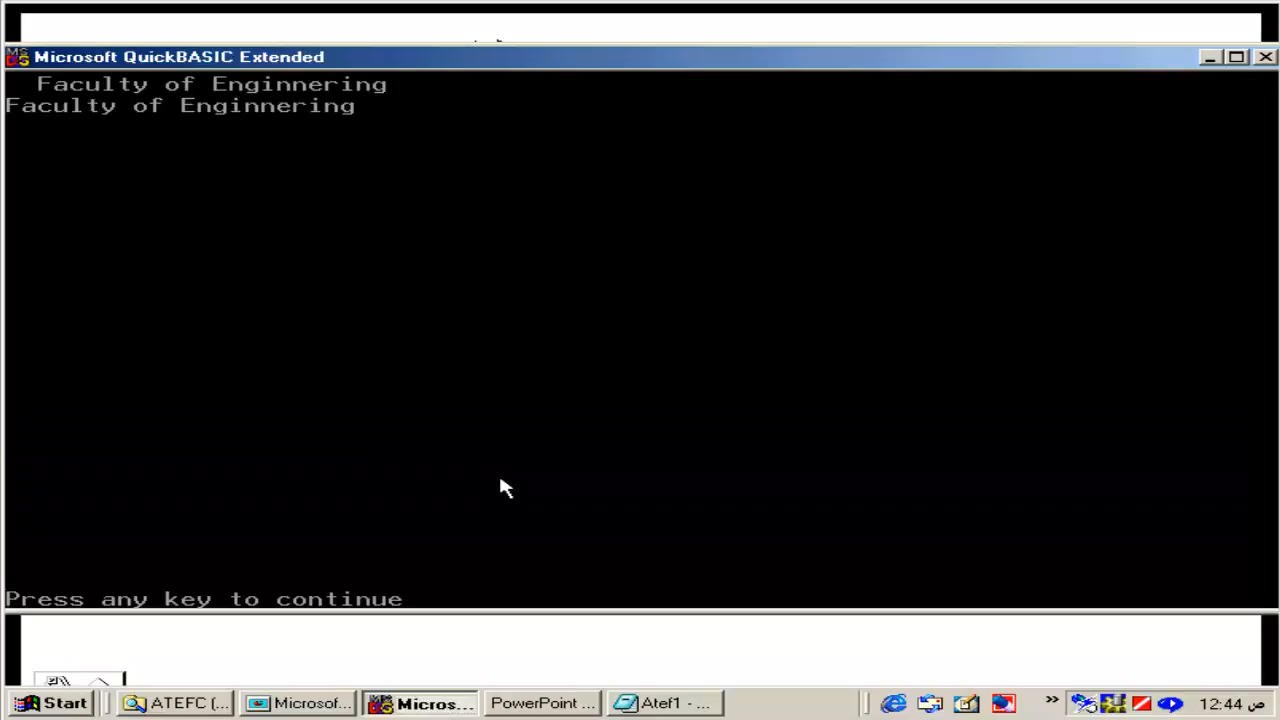 Microsoft QuickBASIC Extended
  Faculty of Enginnering
Faculty of Enginnering
Press any key to continue
Start
ATEFC (...
Microsof...
Micros...
PowerPoint ...
Atef1 - ...
»
12:44 ص